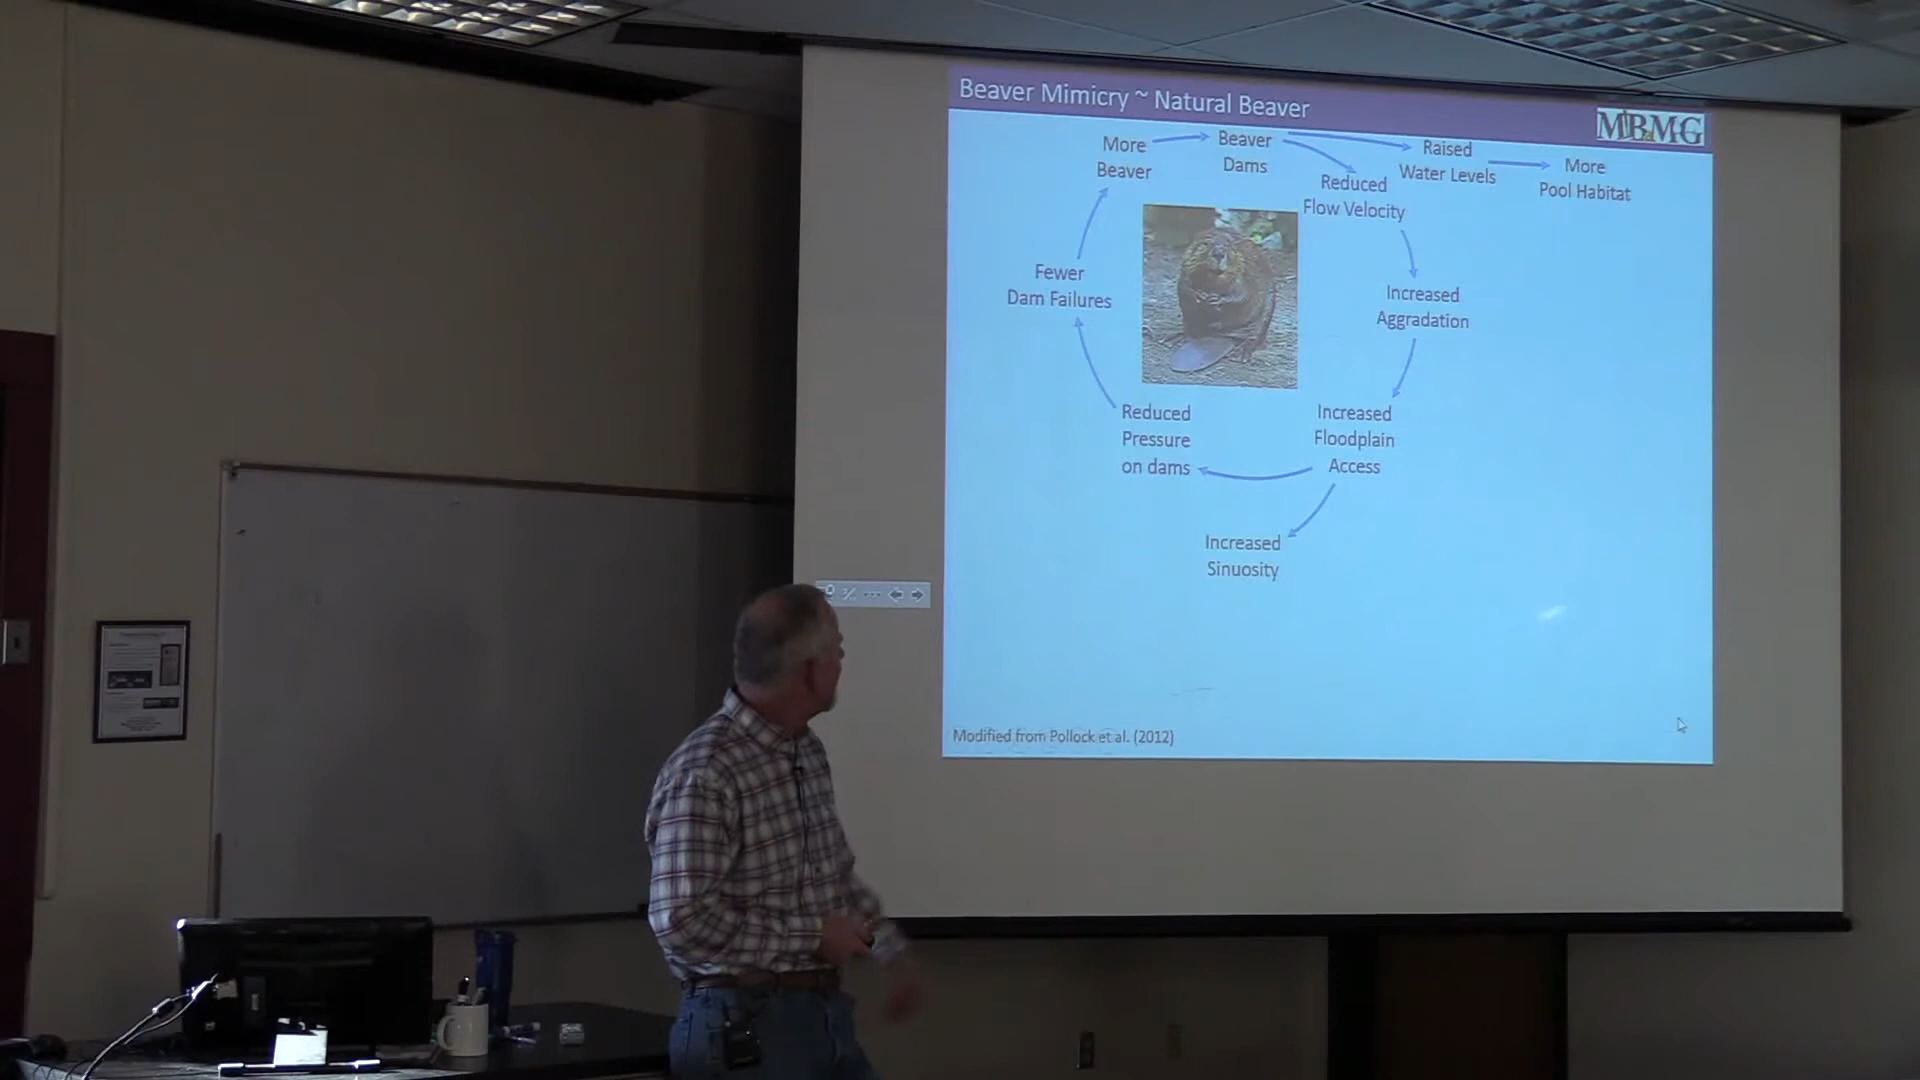 Beaver Mimicry ~ Natural Beaver
MBMG
More
Beaver
Beaver
Dams
Raised
Water Levels
More
Pool Habitat
Reduced
Flow Velocity
Fewer
Dam Failures
Increased
Aggradation
Reduced
Pressure
on dams
Increased
Floodplain
Access
Increased
Sinuosity
Modified from Pollock et al. (2012)